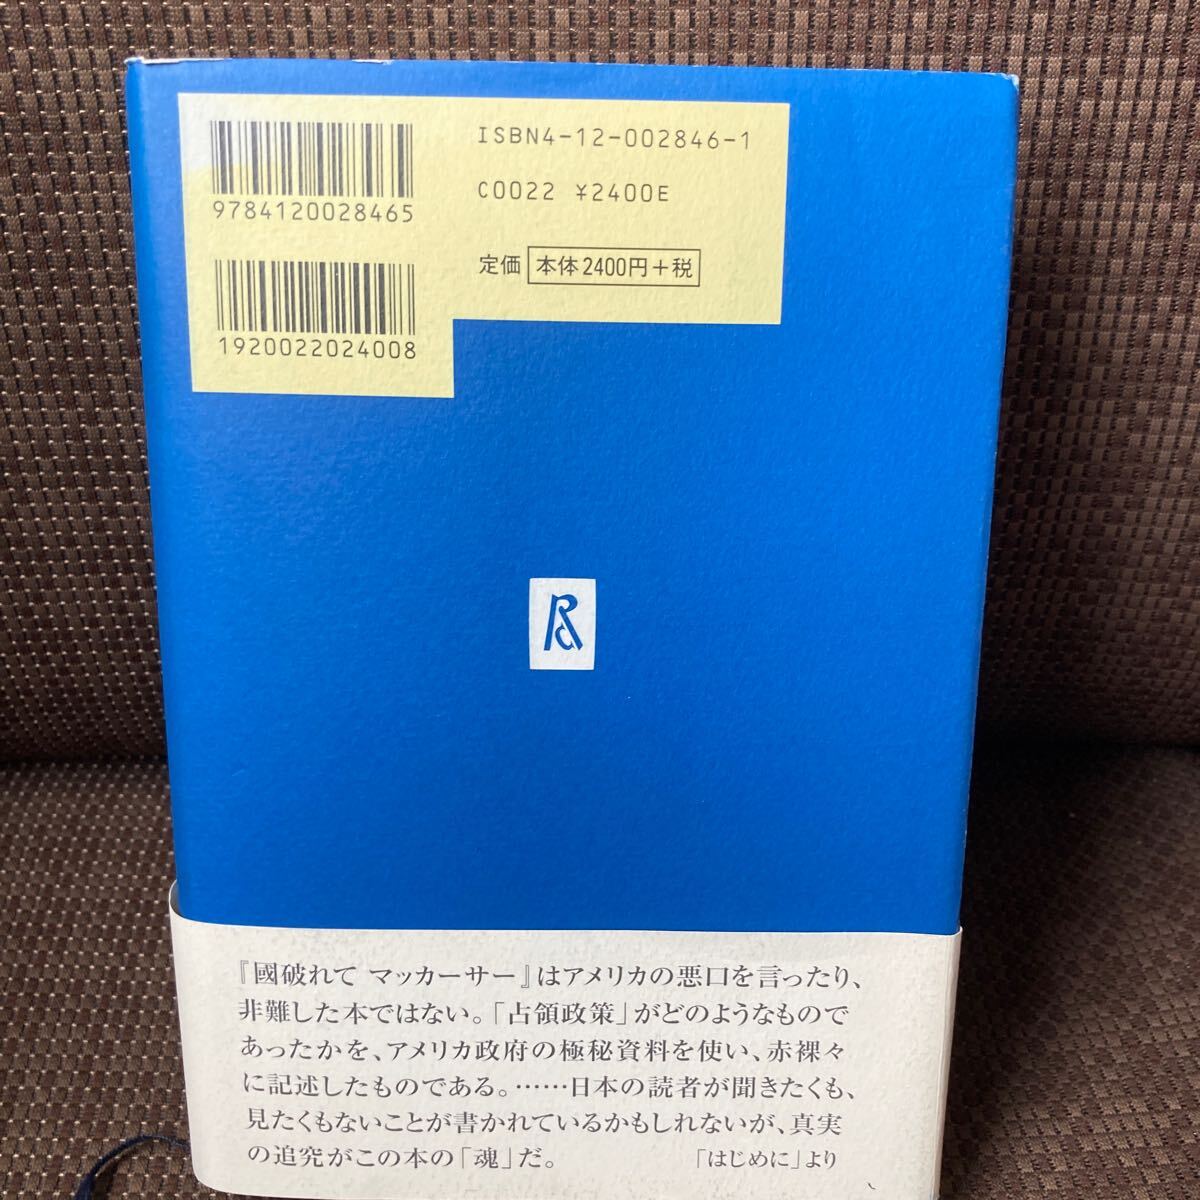 ISBN4-12-002846-1
9784120028465
C0022 ¥2400E
定価 本体2400円+税
1920022024008
『國破れて マッカーサー』はアメリカの悪口を言ったり、
非難した本ではない。「占領政策」がどのようなもので
あったかを、アメリカ政府の極秘資料を使い、赤裸々
に記述したものである。……日本の読者が聞きたくも、
見たくもないことが書かれているかもしれないが、真実
の追究がこの本の「魂」だ。 「はじめに」より